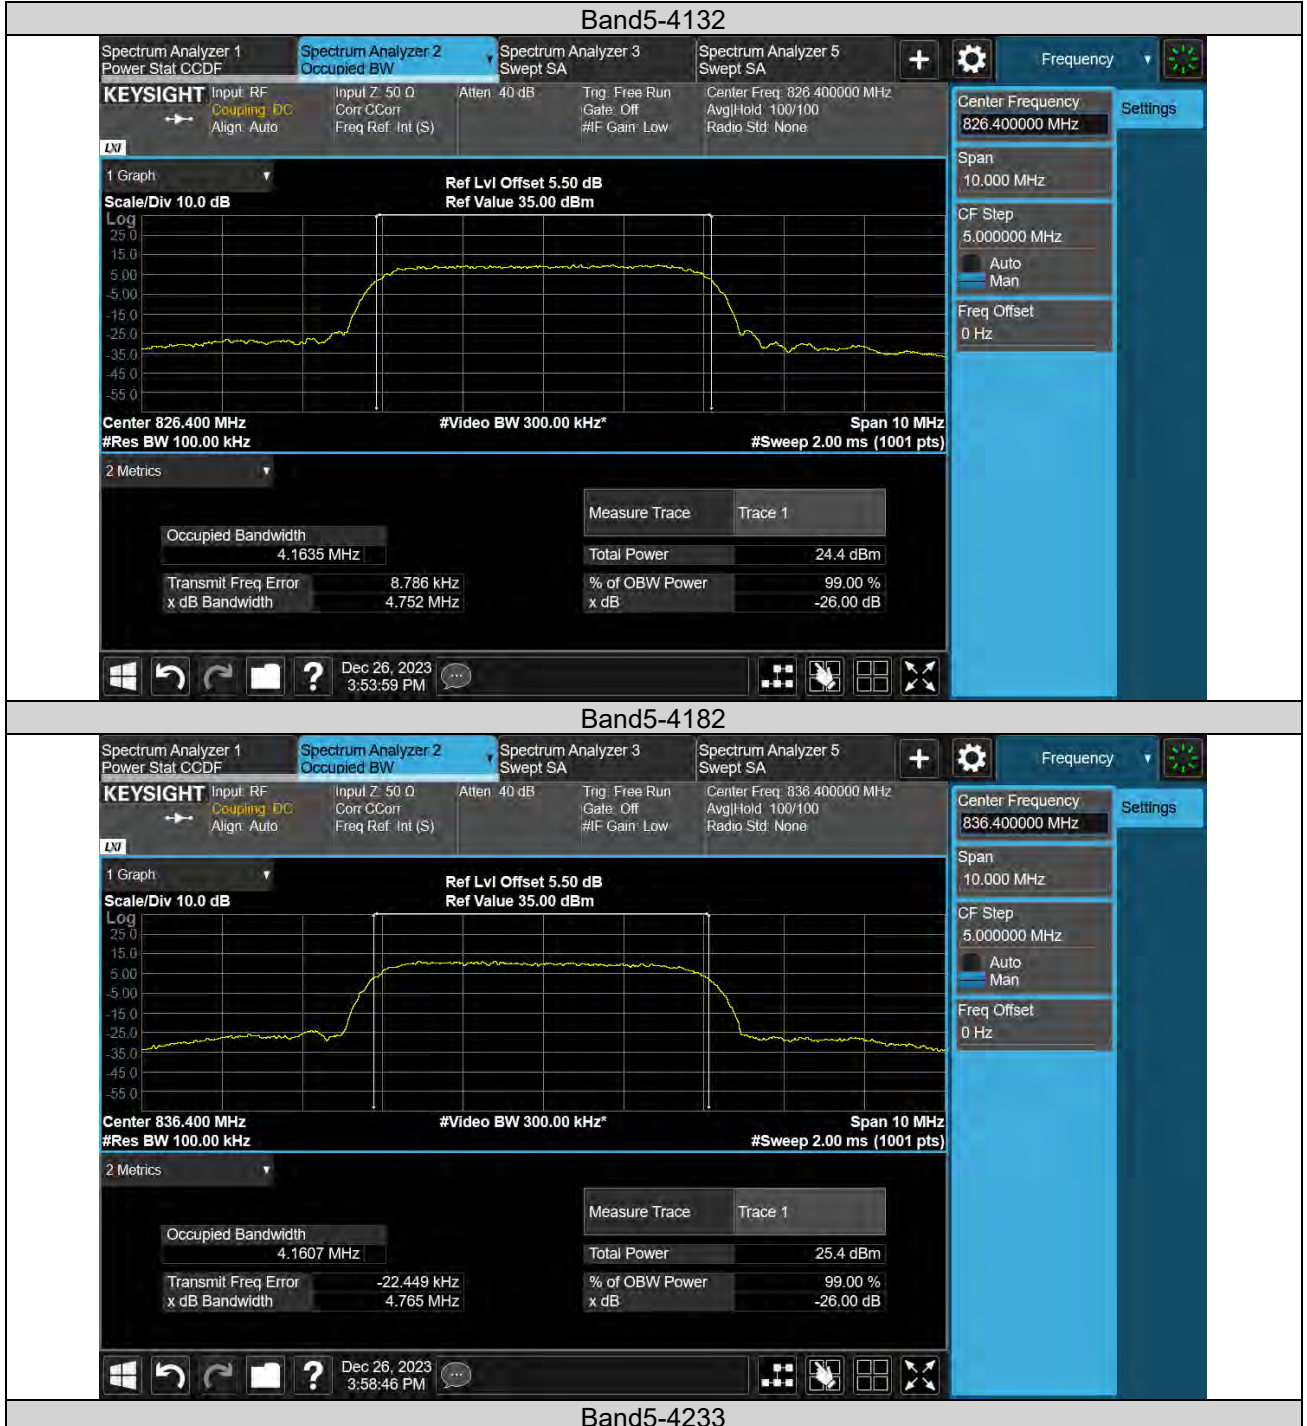 Band5-4132
Spectrum Analyzer 1
Power Stat CCDF
Spectrum Analyzer 2
Occupied BW
Spectrum Analyzer 3
Swept SA
Spectrum Analyzer 5
Swept SA
Frequency
KEYSIGHT
Input: RF
Coupling: DC
Align: Auto
Input Z: 50 Ω
Corr CCorr
Freq Ref: Int (S)
Atten: 40 dB
Trig: Free Run
Gate: Off
#IF Gain: Low
Center Freq: 826.400000 MHz
Avg|Hold: 100/100
Radio Std: None
LXI
Center Frequency
826.400000 MHz
Settings
Span
10.000 MHz
CF Step
5.000000 MHz
Auto
Man
Freq Offset
0 Hz
1 Graph
Scale/Div 10.0 dB
Ref Lvl Offset 5.50 dB
Ref Value 35.00 dBm
Log
25.0
15.0
5.00
-5.00
-15.0
-25.0
-35.0
-45.0
-55.0
Center 826.400 MHz
#Res BW 100.00 kHz
#Video BW 300.00 kHz*
Span 10 MHz
#Sweep 2.00 ms (1001 pts)
2 Metrics
Measure Trace Trace 1
Occupied Bandwidth
4.1635 MHz
Total Power 24.4 dBm
Transmit Freq Error 8.786 kHz
% of OBW Power 99.00 %
x dB Bandwidth 4.752 MHz
x dB -26.00 dB
Dec 26, 2023
3:53:59 PM
Band5-4182
Spectrum Analyzer 1
Power Stat CCDF
Spectrum Analyzer 2
Occupied BW
Spectrum Analyzer 3
Swept SA
Spectrum Analyzer 5
Swept SA
Frequency
KEYSIGHT
Input: RF
Coupling: DC
Align: Auto
Input Z: 50 Ω
Corr CCorr
Freq Ref: Int (S)
Atten: 40 dB
Trig: Free Run
Gate: Off
#IF Gain: Low
Center Freq: 836.400000 MHz
Avg|Hold: 100/100
Radio Std: None
LXI
Center Frequency
836.400000 MHz
Settings
Span
10.000 MHz
CF Step
5.000000 MHz
Auto
Man
Freq Offset
0 Hz
1 Graph
Scale/Div 10.0 dB
Ref Lvl Offset 5.50 dB
Ref Value 35.00 dBm
Log
25.0
15.0
5.00
-5.00
-15.0
-25.0
-35.0
-45.0
-55.0
Center 836.400 MHz
#Res BW 100.00 kHz
#Video BW 300.00 kHz*
Span 10 MHz
#Sweep 2.00 ms (1001 pts)
2 Metrics
Measure Trace Trace 1
Occupied Bandwidth
4.1607 MHz
Total Power 25.4 dBm
Transmit Freq Error -22.449 kHz
% of OBW Power 99.00 %
x dB Bandwidth 4.765 MHz
x dB -26.00 dB
Dec 26, 2023
3:58:46 PM
Band5-4233